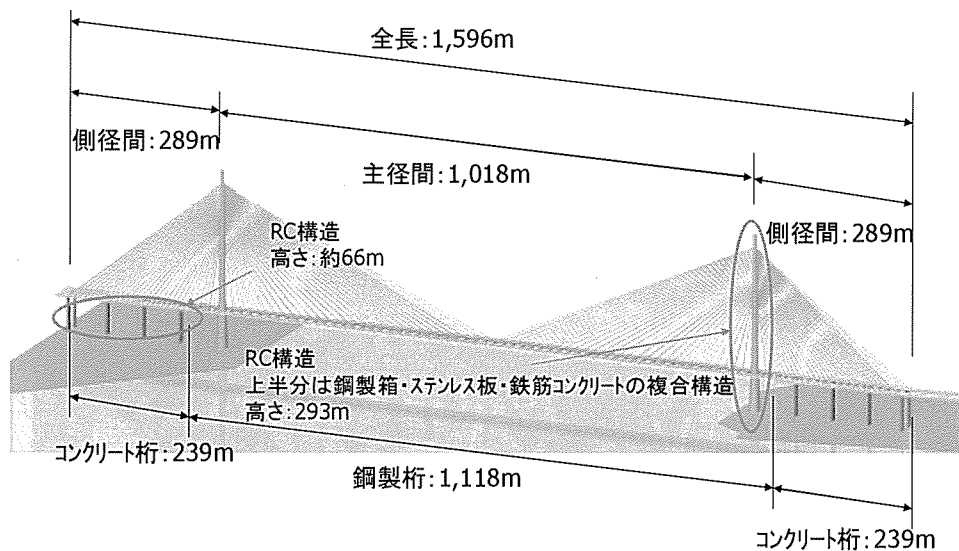 全長:1,596m
側径間:289m
主径間:1,018m
側径間:289m
RC構造
高さ:約66m
RC構造
上半分は鋼製箱・ステンレス板・鉄筋コンクリートの複合構造
高さ:293m
コンクリート桁:239m
鋼製桁:1,118m
コンクリート桁:239m